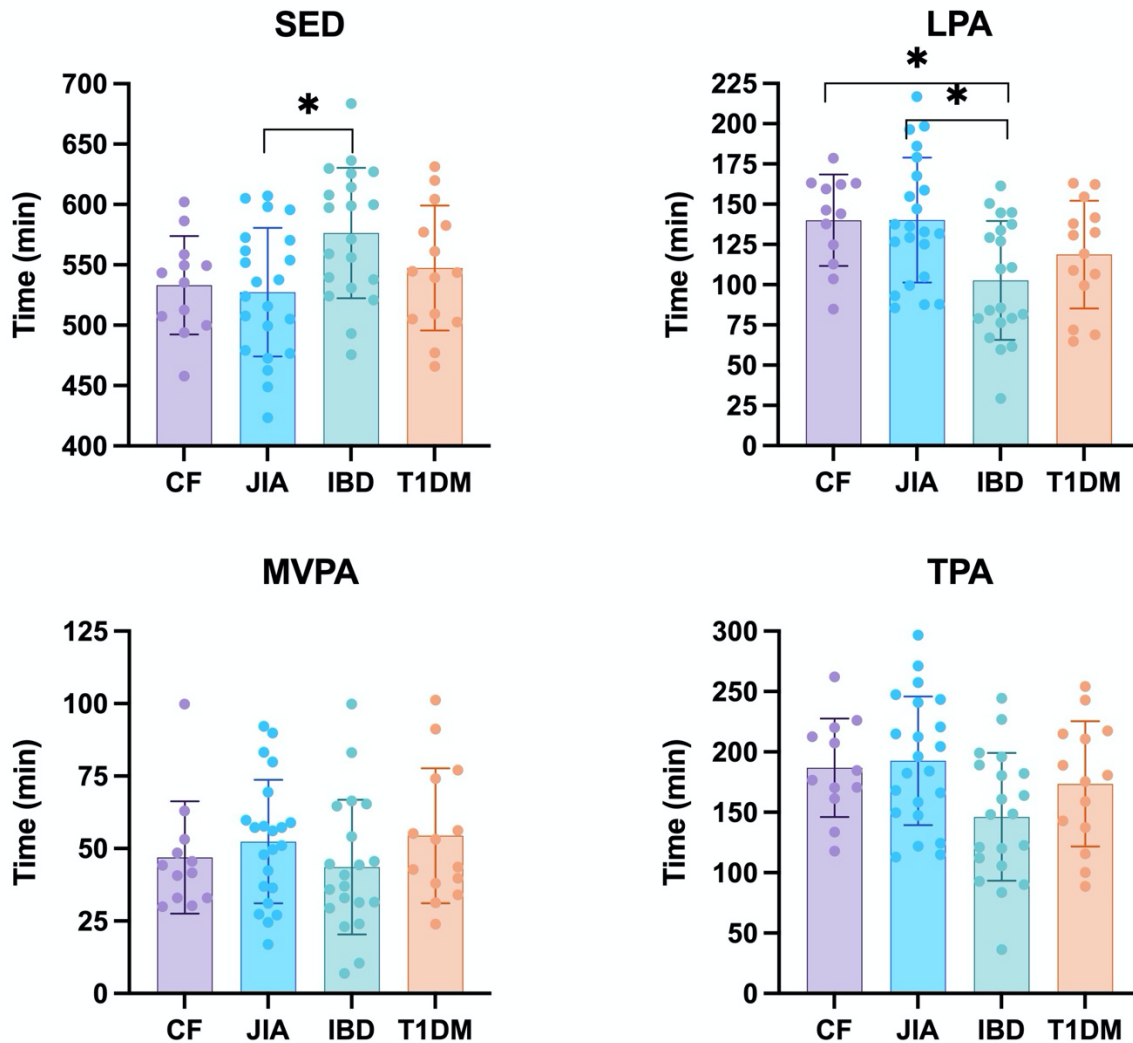 SED
Time (min)
700
650
600
550
500
450
400
*
CF JIA IBD T1DM
LPA
Time (min)
225
200
175
150
125
100
75
50
25
0
*
*
CF JIA IBD T1DM
MVPA
Time (min)
125
100
75
50
25
0
CF JIA IBD T1DM
TPA
Time (min)
300
250
200
150
100
50
0
CF JIA IBD T1DM